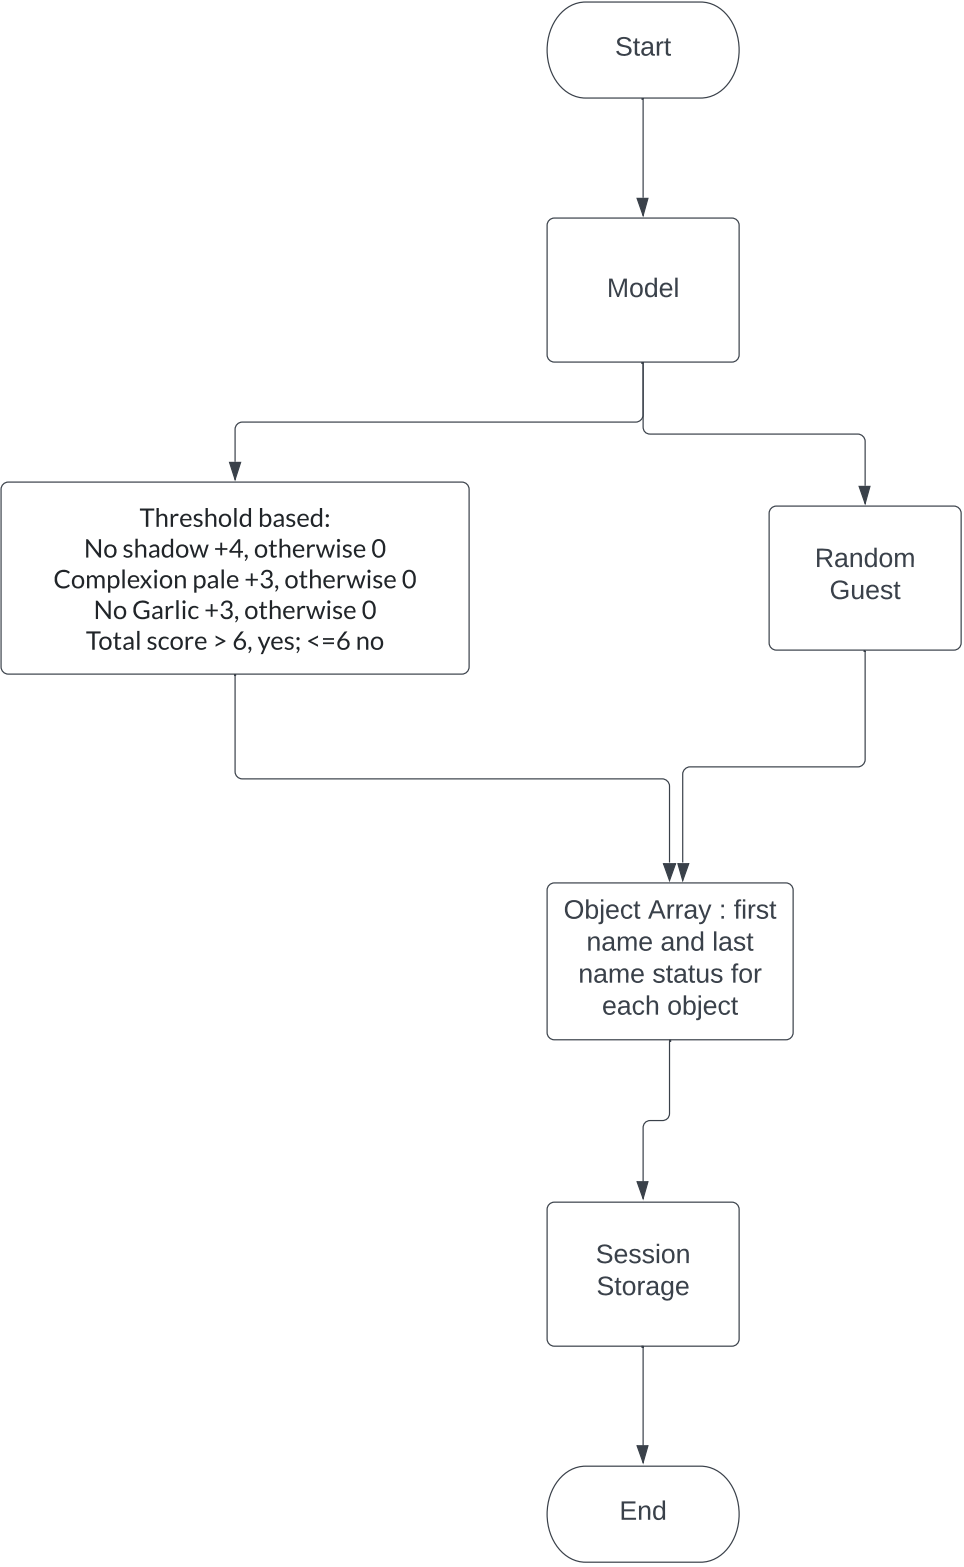 Start
Model
Threshold based:
No shadow +4, otherwise 0
Complexion pale +3, otherwise 0
No Garlic +3, otherwise 0
Total score > 6, yes; <=6 no
Random
Guest
Object Array : first
name and last
name status for
each object
Session
Storage
End